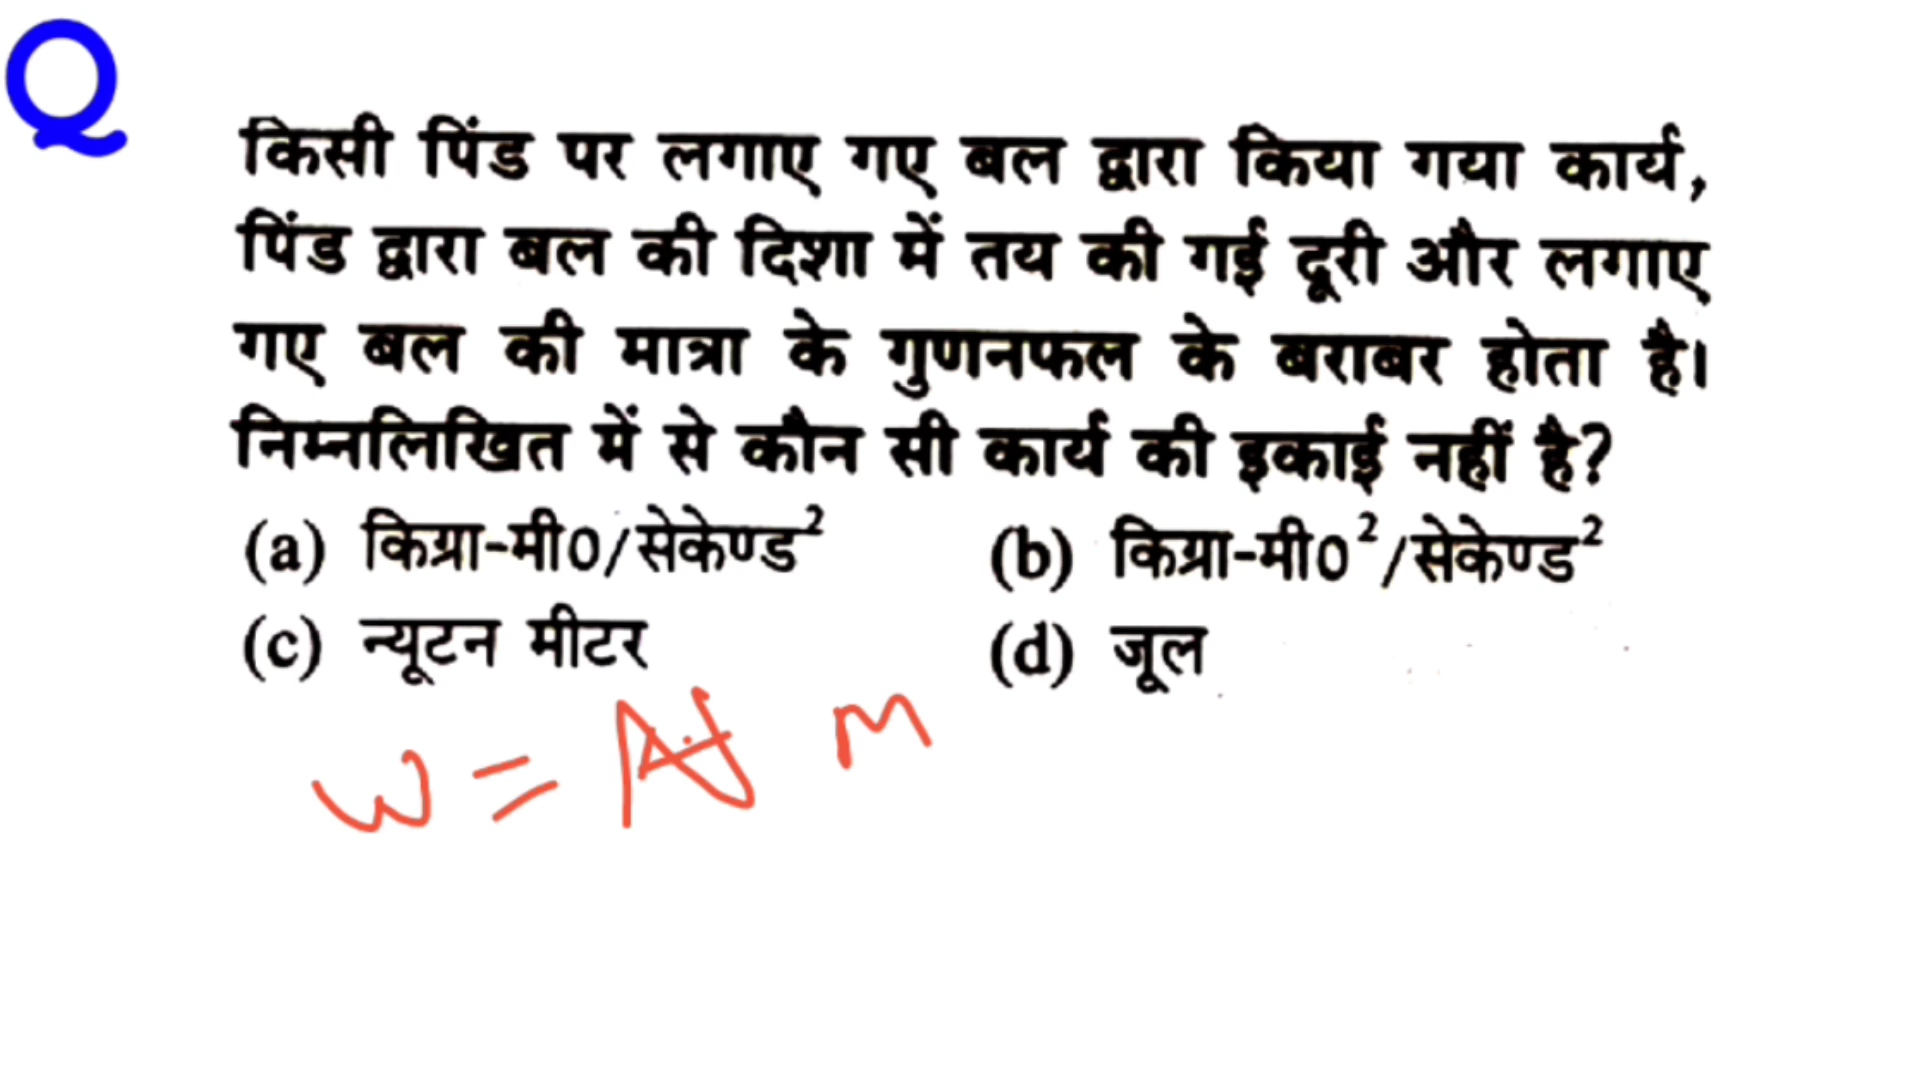 Q
किसी पिंड पर लगाए गए बल द्वारा किया गया कार्य,
पिंड द्वारा बल की दिशा में तय की गई दूरी और लगाए
गए बल की मात्रा के गुणनफल के बराबर होता है।
निम्नलिखित में से कौन सी कार्य की इकाई नहीं है?
(a) किग्रा-मी0/सेकेण्ड² (b) किग्रा-मी0²/सेकेण्ड²
(c) न्यूटन मीटर (d) जूल
W = m